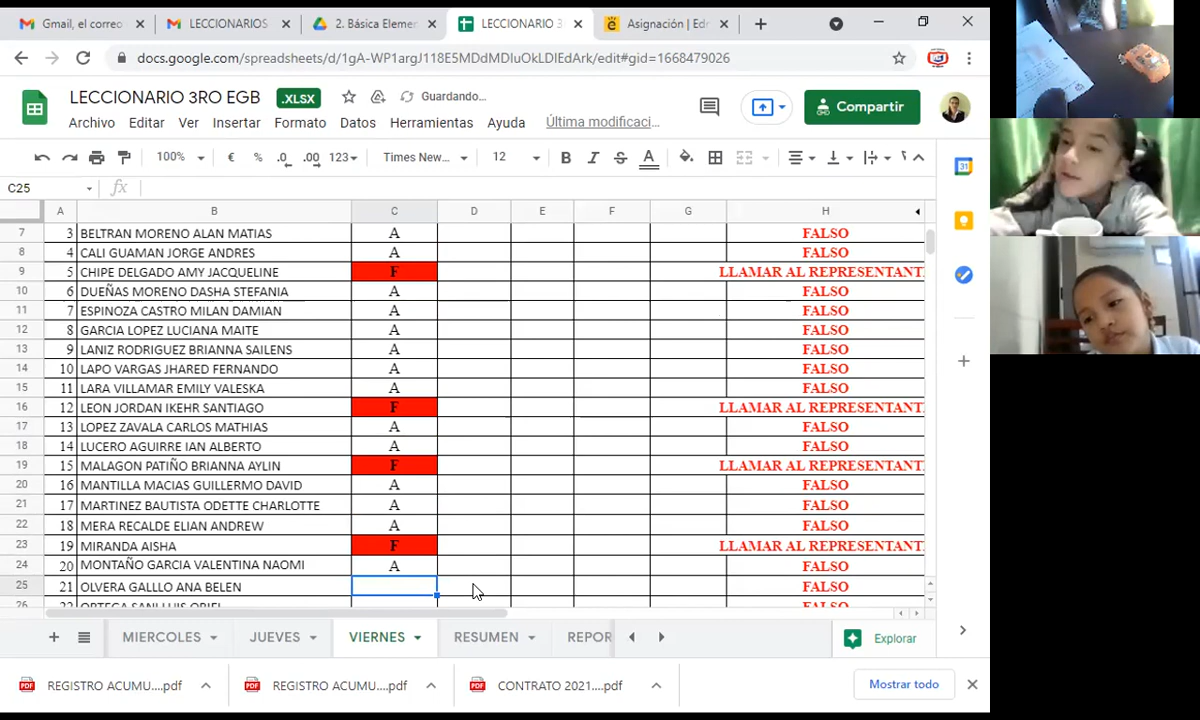 Gmail, el correo
LECCIONARIOS
2. Básica Elemen
LECCIONARIO 3
Asignación | Edm
docs.google.com/spreadsheets/d/1gA-WP1argJ118E5MDdMDIuOkLDlEdArk/edit#gid=1668479026
LECCIONARIO 3RO EGB .XLSX Guardando...
Archivo Editar Ver Insertar Formato Datos Herramientas Ayuda Última modificaci...
Compartir
100% € % .0 .00 123 Times New... 12 B I S A
C25 fx
A B C D E F G H
7 3 BELTRAN MORENO ALAN MATIAS A FALSO
8 4 CALI GUAMAN JORGE ANDRES A FALSO
9 5 CHIPE DELGADO AMY JACQUELINE F LLAMAR AL REPRESENTANT
10 6 DUEÑAS MORENO DASHA STEFANIA A FALSO
11 7 ESPINOZA CASTRO MILAN DAMIAN A FALSO
12 8 GARCIA LOPEZ LUCIANA MAITE A FALSO
13 9 LANIZ RODRIGUEZ BRIANNA SAILENS A FALSO
14 10 LAPO VARGAS JHARED FERNANDO A FALSO
15 11 LARA VILLAMAR EMILY VALESKA A FALSO
16 12 LEON JORDAN IKEHR SANTIAGO F LLAMAR AL REPRESENTANT
17 13 LOPEZ ZAVALA CARLOS MATHIAS A FALSO
18 14 LUCERO AGUIRRE IAN ALBERTO A FALSO
19 15 MALAGON PATIÑO BRIANNA AYLIN F LLAMAR AL REPRESENTANT
20 16 MANTILLA MACIAS GUILLERMO DAVID A FALSO
21 17 MARTINEZ BAUTISTA ODETTE CHARLOTTE A FALSO
22 18 MERA RECALDE ELIAN ANDREW A FALSO
23 19 MIRANDA AISHA F LLAMAR AL REPRESENTANT
24 20 MONTAÑO GARCIA VALENTINA NAOMI A FALSO
25 21 OLVERA GALLLO ANA BELEN FALSO
26 22 ORTEGA SANLLUIS ORIEL FALSO
MIERCOLES JUEVES VIERNES RESUMEN REPOR
Explorar
REGISTRO ACUMU....pdf
REGISTRO ACUMU....pdf
CONTRATO 2021....pdf
Mostrar todo